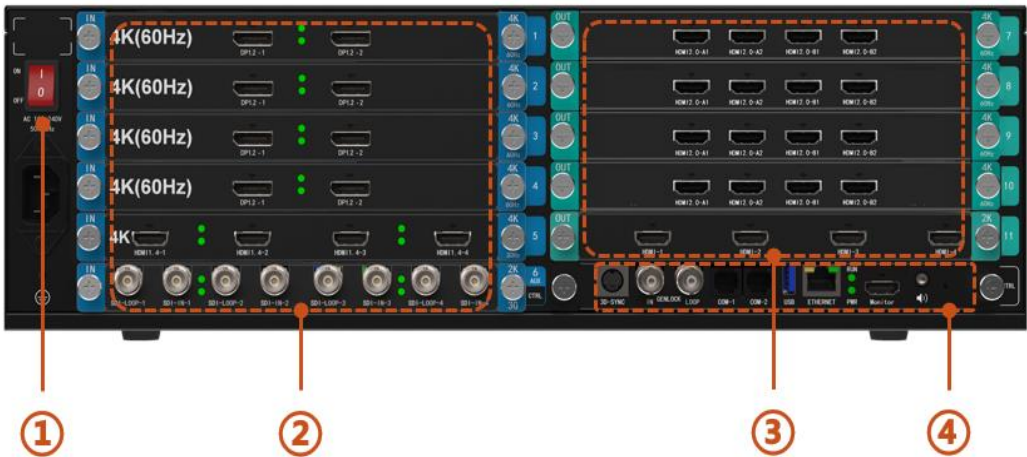 IN 4K(60Hz) 4K 1 OUT 4K 7
DP1.2 -1 DP1.2 -2 60Hz HDMI2.0-A1 HDMI2.0-A2 HDMI2.0-B1 HDMI2.0-B2 60Hz
ON IN 4K(60Hz) 4K 2 OUT 4K 8
I
O
OFF DP1.2 -1 DP1.2 -2 60Hz HDMI2.0-A1 HDMI2.0-A2 HDMI2.0-B1 HDMI2.0-B2 60Hz
IN 4K(60Hz) 4K 3 OUT 4K 9
DP1.2 -1 DP1.2 -2 60Hz HDMI2.0-A1 HDMI2.0-A2 HDMI2.0-B1 HDMI2.0-B2 60Hz
IN 4K(60Hz) 4K 4 OUT 4K 10
DP1.2 -1 DP1.2 -2 60Hz HDMI2.0-A1 HDMI2.0-A2 HDMI2.0-B1 HDMI2.0-B2 60Hz
IN 4K 4K 5 OUT 2K 11
HDMI1.4-1 HDMI1.4-2 HDMI1.4-3 HDMI1.4-4 HDMI-1 HDMI-2 HDMI-3
IN 2K 6
AUX
CTRL
3G
SDI-LOOP-1 SDI-IN-1 SDI-LOOP-2 SDI-IN-2 SDI-LOOP-3 SDI-IN-3 SDI-LOOP-4
RUN
3D-SYNC IN GENLOCK LOOP COM-1 COM-2 USB ETHERNET PWR Monitor
① ② ③ ④